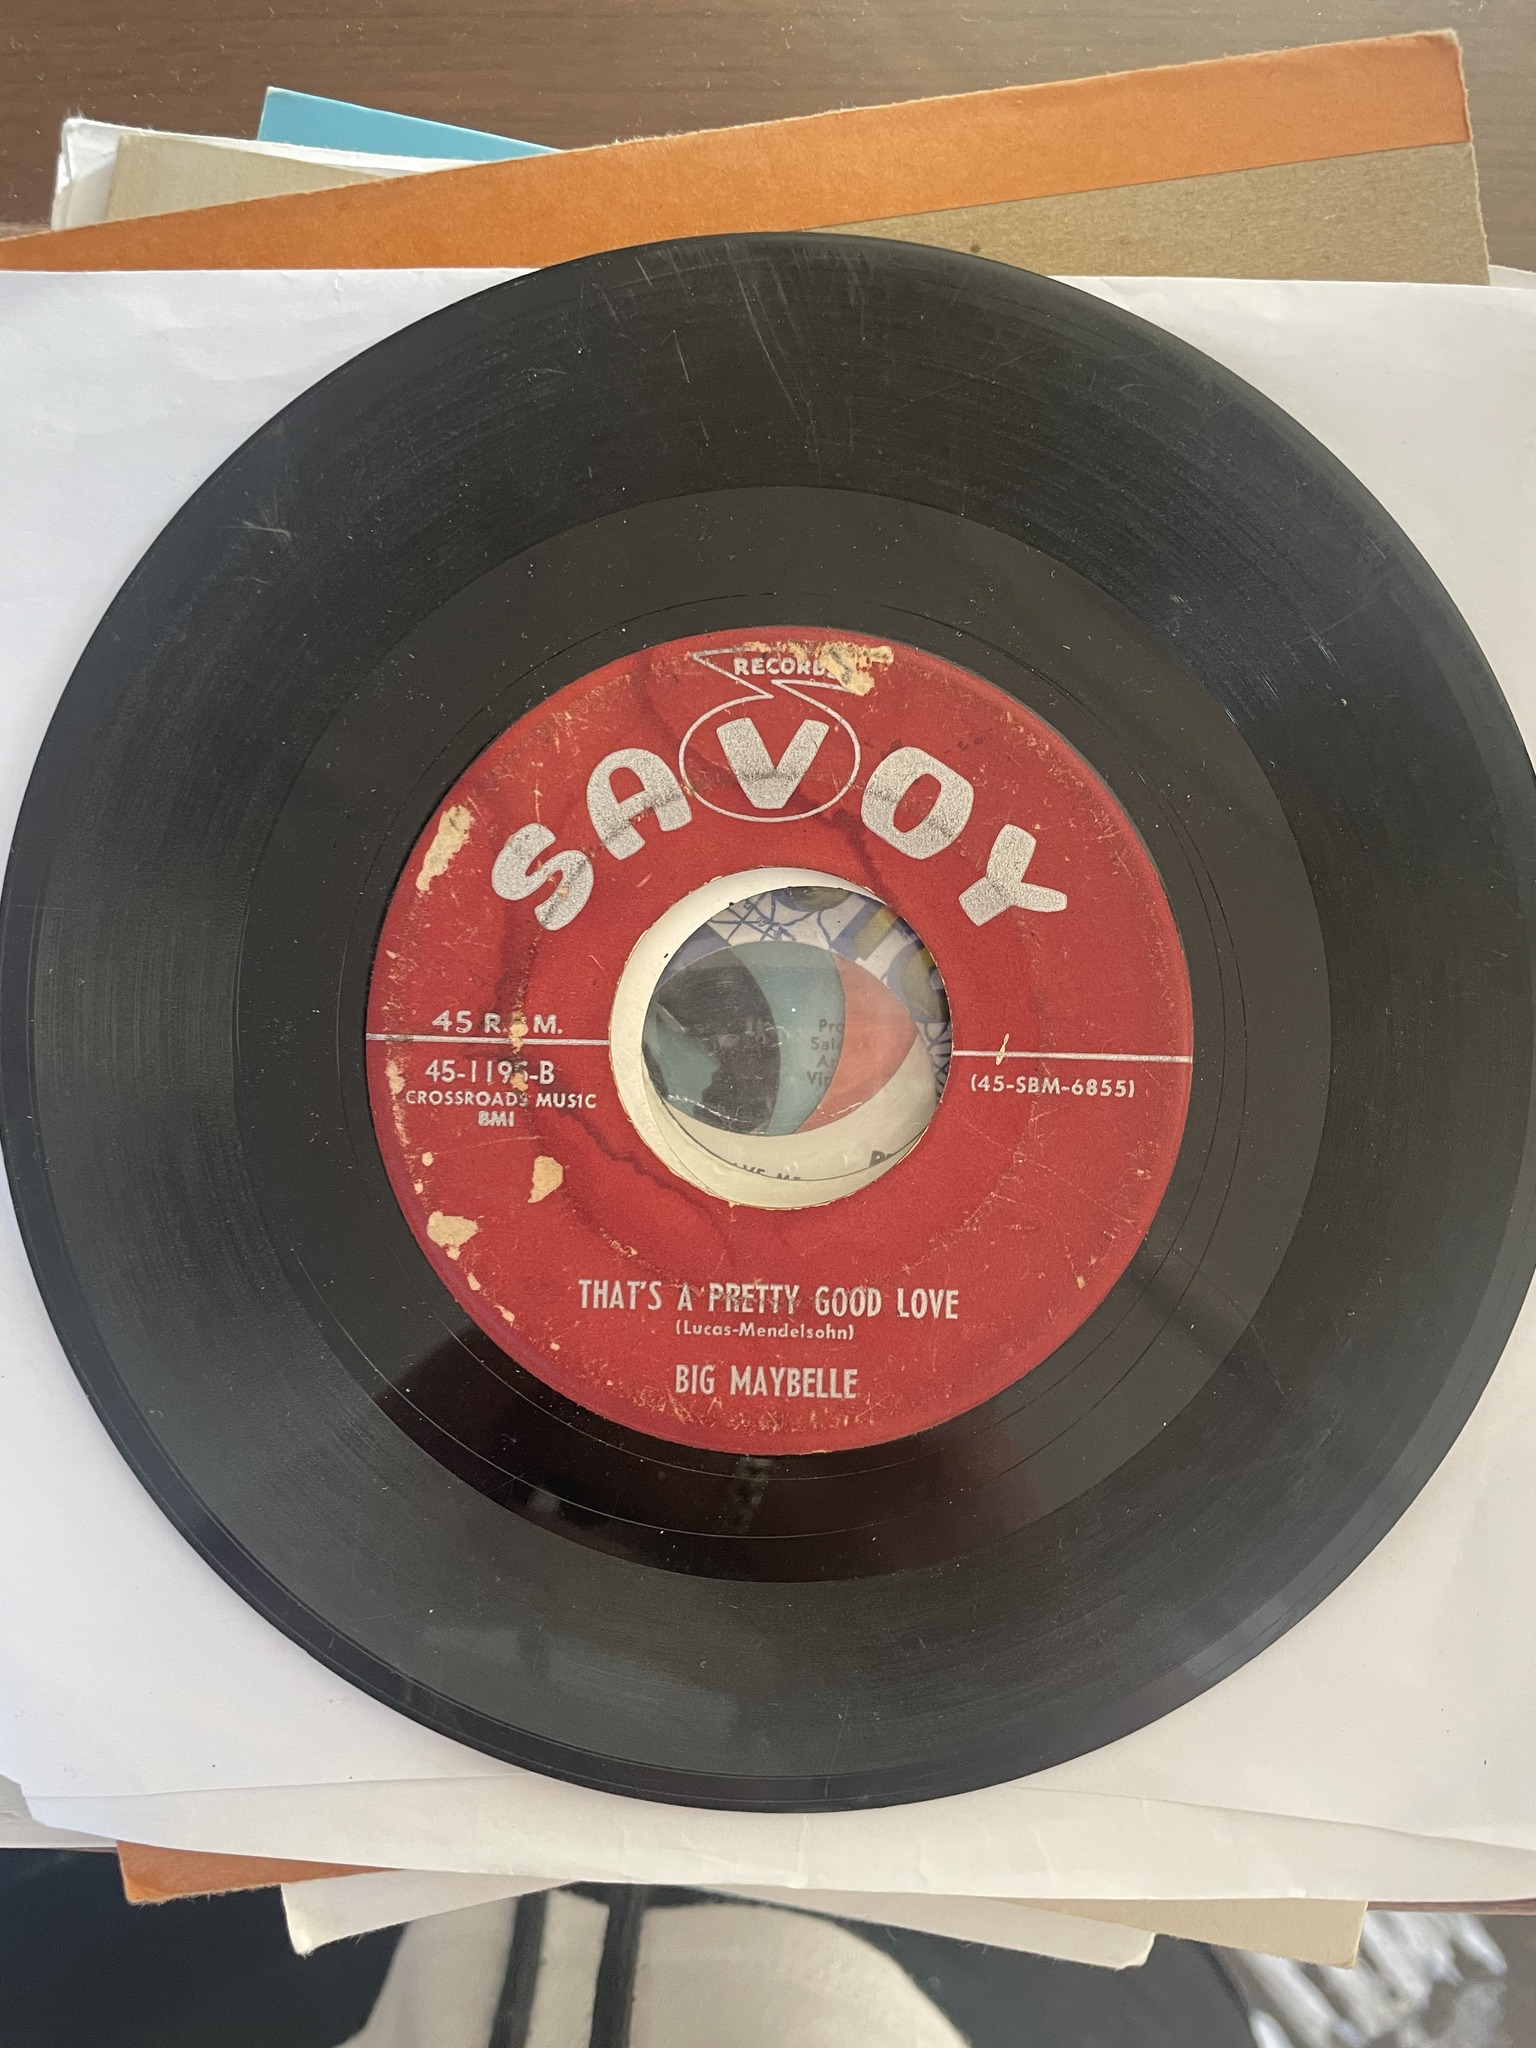 RECORDS
SAVOY
45 R. M.
45-1195-B
CROSSROADS MUSIC
BMI
(45-SBM-6855)
THAT'S A PRETTY GOOD LOVE
(Lucas-Mendelsohn)
BIG MAYBELLE